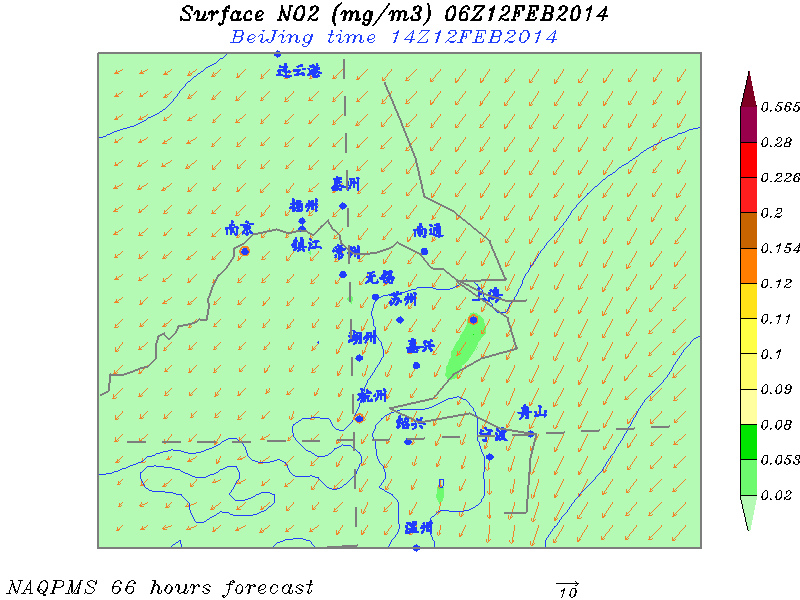 Surface NO2 (mg/m3) 06Z12FEB2014
BeiJing time 14Z12FEB2014
连云港
泰州
扬州
南京
镇江
常州
南通
无锡
苏州
上海
湖州
嘉兴
杭州
绍兴
宁波
舟山
温州
0.565
0.28
0.226
0.2
0.154
0.12
0.11
0.1
0.09
0.08
0.053
0.02
NAQPMS 66 hours forecast
10